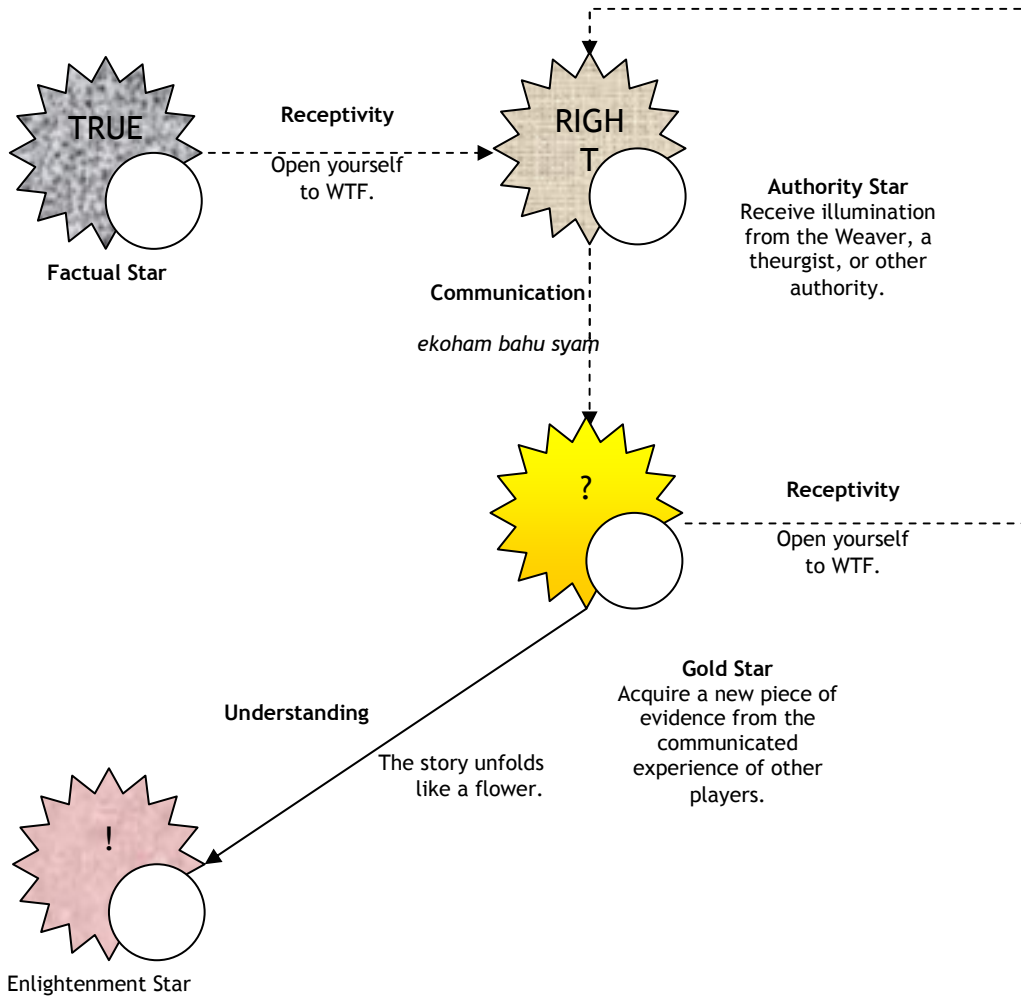 TRUE
Receptivity
Open yourself
to WTF.
Factual Star
RIGH
T
Authority Star
Receive illumination
from the Weaver, a
theurgist, or other
authority.
Communication
ekoham bahu syam
?
Receptivity
Open yourself
to WTF.
Gold Star
Acquire a new piece of
evidence from the
communicated
experience of other
players.
Understanding
The story unfolds
like a flower.
!
Enlightenment Star